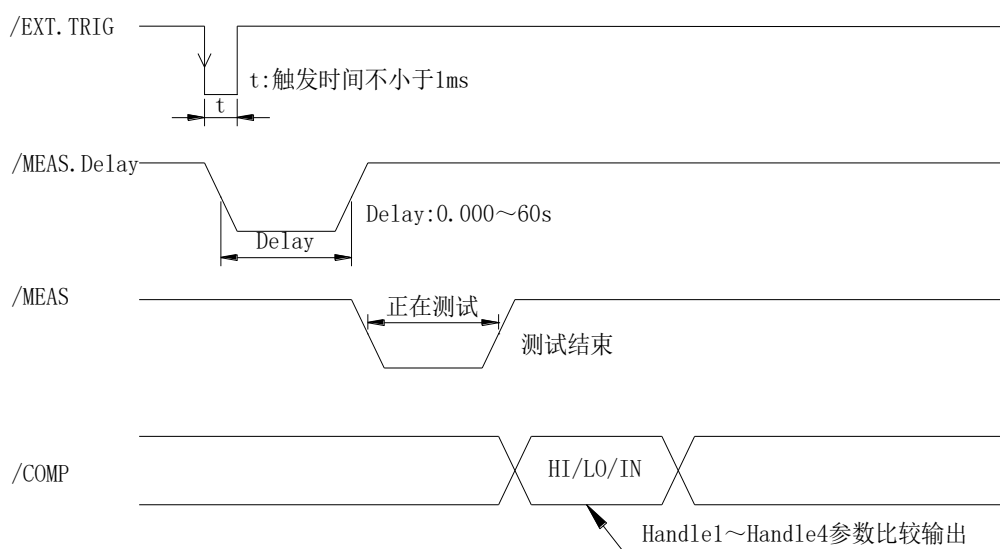 /EXT.TRIG
t:触发时间不小于1ms
t
/MEAS.Delay
Delay:0.000～60s
Delay
/MEAS
正在测试
测试结束
/COMP
HI/LO/IN
Handle1～Handle4参数比较输出